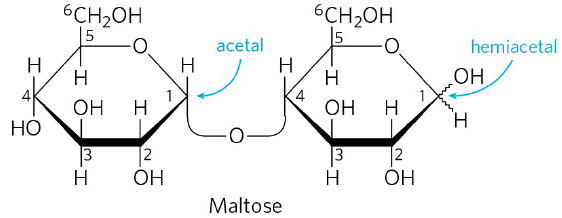 ⁶CH₂OH ⁶CH₂OH
5 O acetal 5 O hemiacetal
H H H OH
H H
4 1 4 1
OH H OH H H
HO O
3 2 3 2
H OH H OH
Maltose